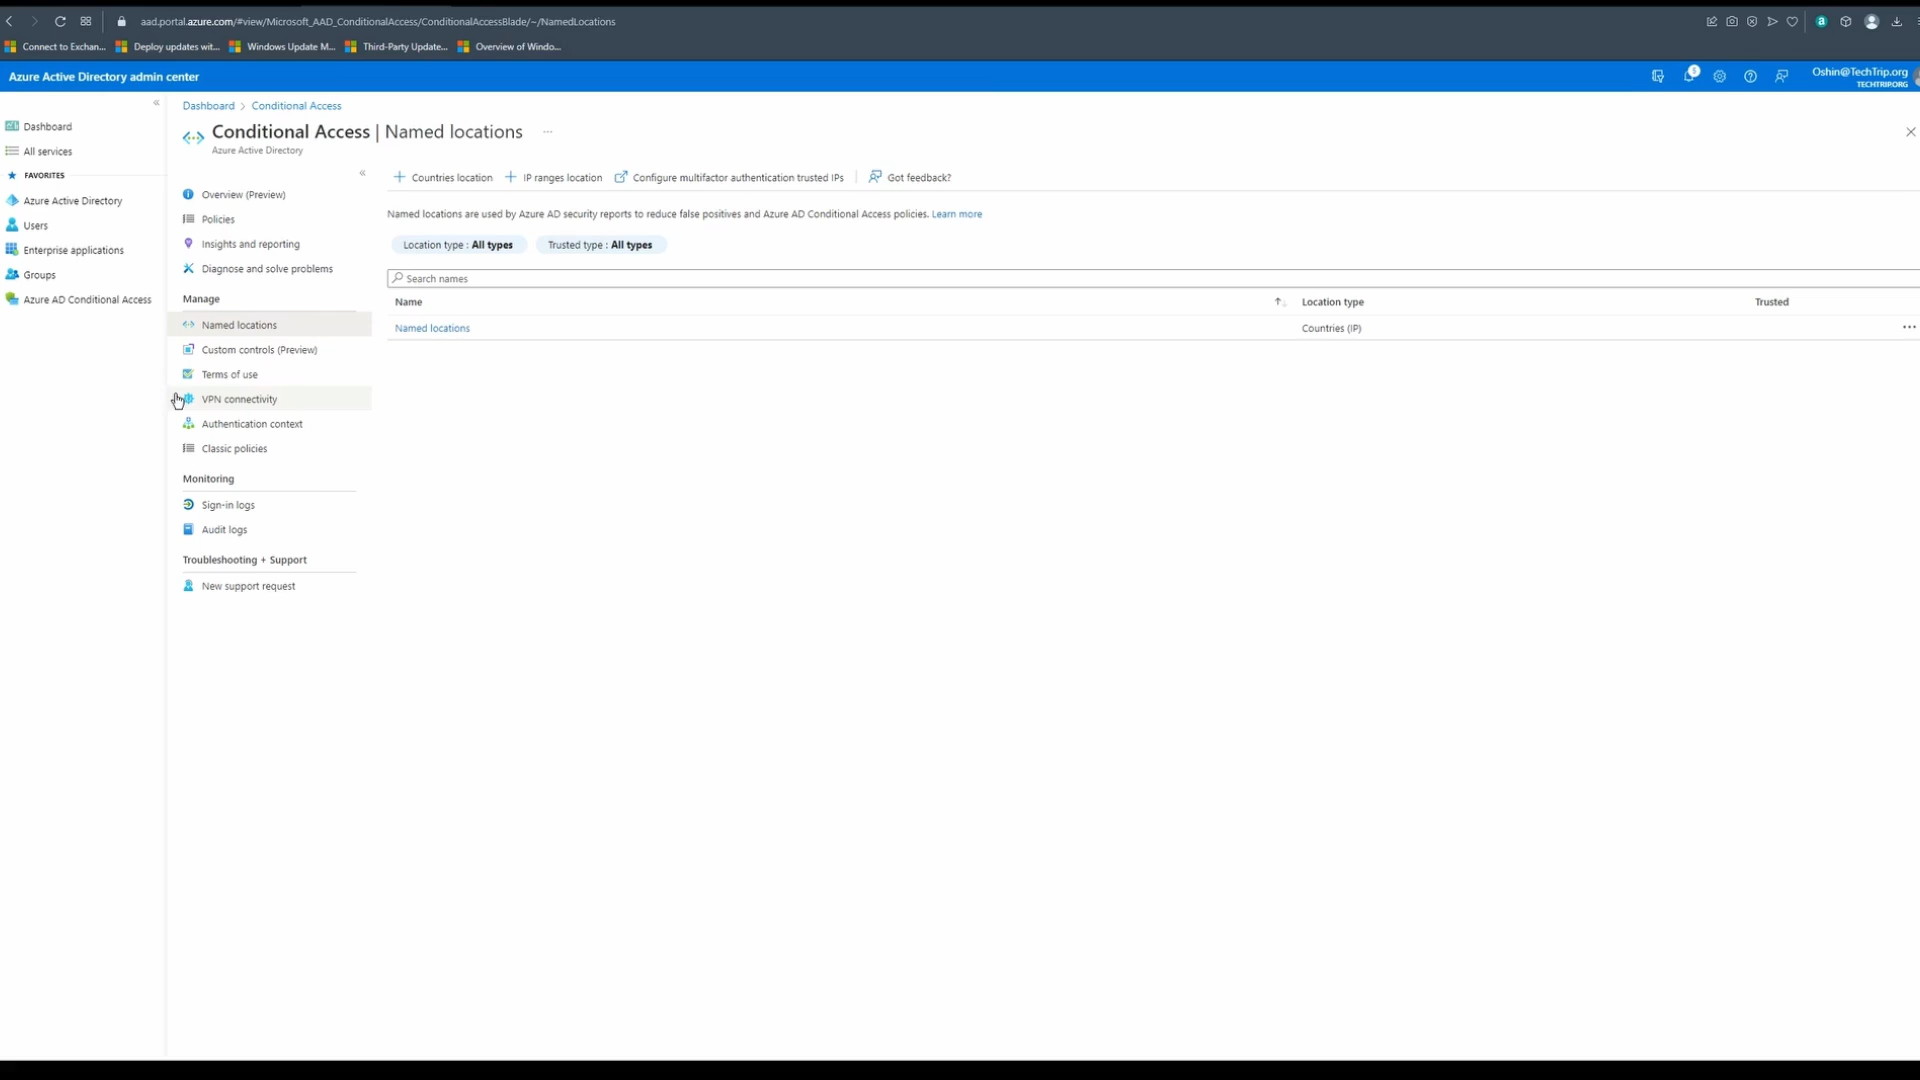 aad.portal.azure.com/#view/Microsoft_AAD_ConditionalAccess/ConditionalAccessBlade/~/NamedLocations
Connect to Exchan... Deploy updates wit... Windows Update M... Third-Party Update... Overview of Windo...
Azure Active Directory admin center
1
Oshin@TechTrip.org
TECHTRIP.ORG
Dashboard
All services
FAVORITES
Azure Active Directory
Users
Enterprise applications
Groups
Azure AD Conditional Access
Dashboard > Conditional Access
Conditional Access | Named locations ...
Azure Active Directory
Overview (Preview)
Policies
Insights and reporting
Diagnose and solve problems
Manage
Named locations
Custom controls (Preview)
Terms of use
VPN connectivity
Authentication context
Classic policies
Monitoring
Sign-in logs
Audit logs
Troubleshooting + Support
New support request
+ Countries location + IP ranges location Configure multifactor authentication trusted IPs Got feedback?
Named locations are used by Azure AD security reports to reduce false positives and Azure AD Conditional Access policies. Learn more
Location type : All types Trusted type : All types
Search names
Name Location type Trusted
Named locations Countries (IP) ...